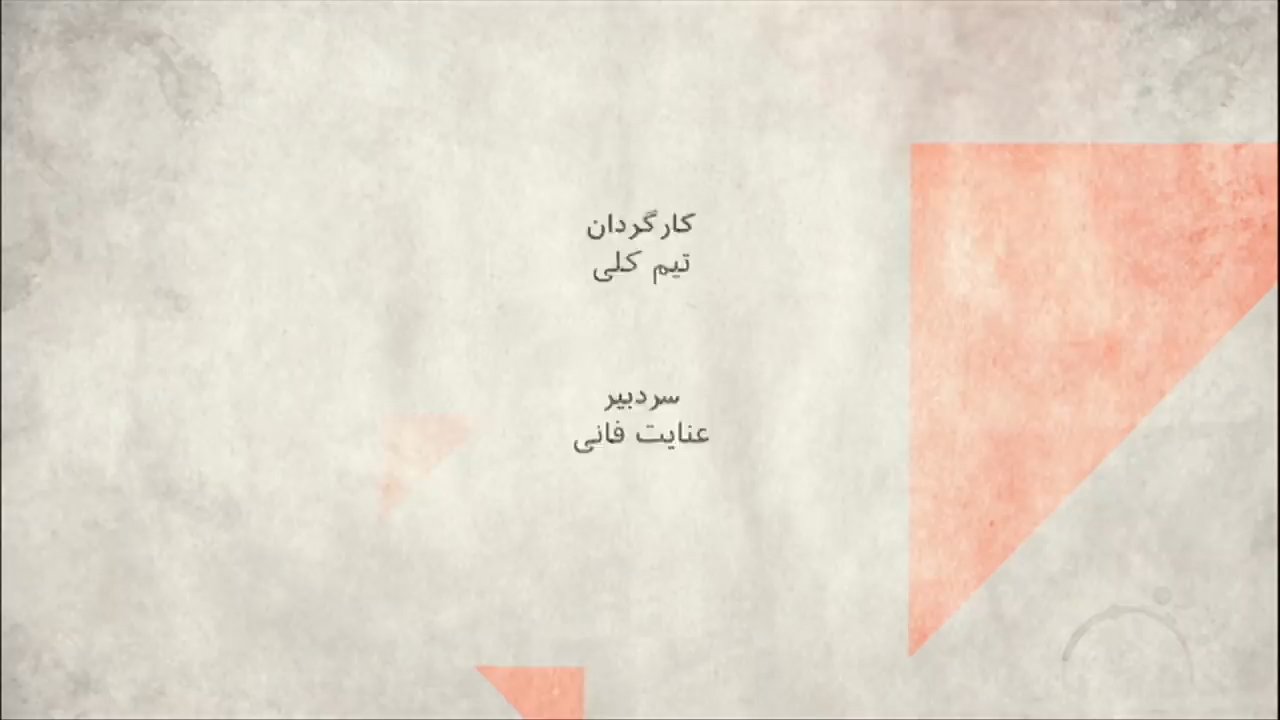 کارگردان
تیم کلی
سردبیر
عنایت فانی